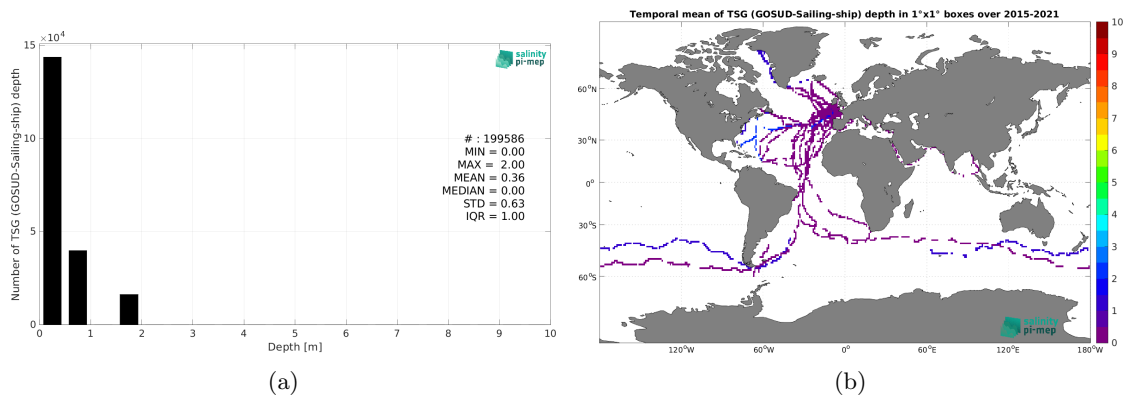 ×10⁴
15
10
5
0
Number of TSG (GOSUD-Sailing-ship) depth
salinity
pi-mep
# : 199586
MIN = 0.00
MAX = 2.00
MEAN = 0.36
MEDIAN = 0.00
STD = 0.63
IQR = 1.00
0 1 2 3 4 5 6 7 8 9 10
Depth [m]
(a)
Temporal mean of TSG (GOSUD-Sailing-ship) depth in 1°x1° boxes over 2015-2021
60°N
30°N
0°
30°S
60°S
120°W 60°W 0° 60°E 120°E 180°W
salinity
pi-mep
10
9
8
7
6
5
4
3
2
1
0
(b)